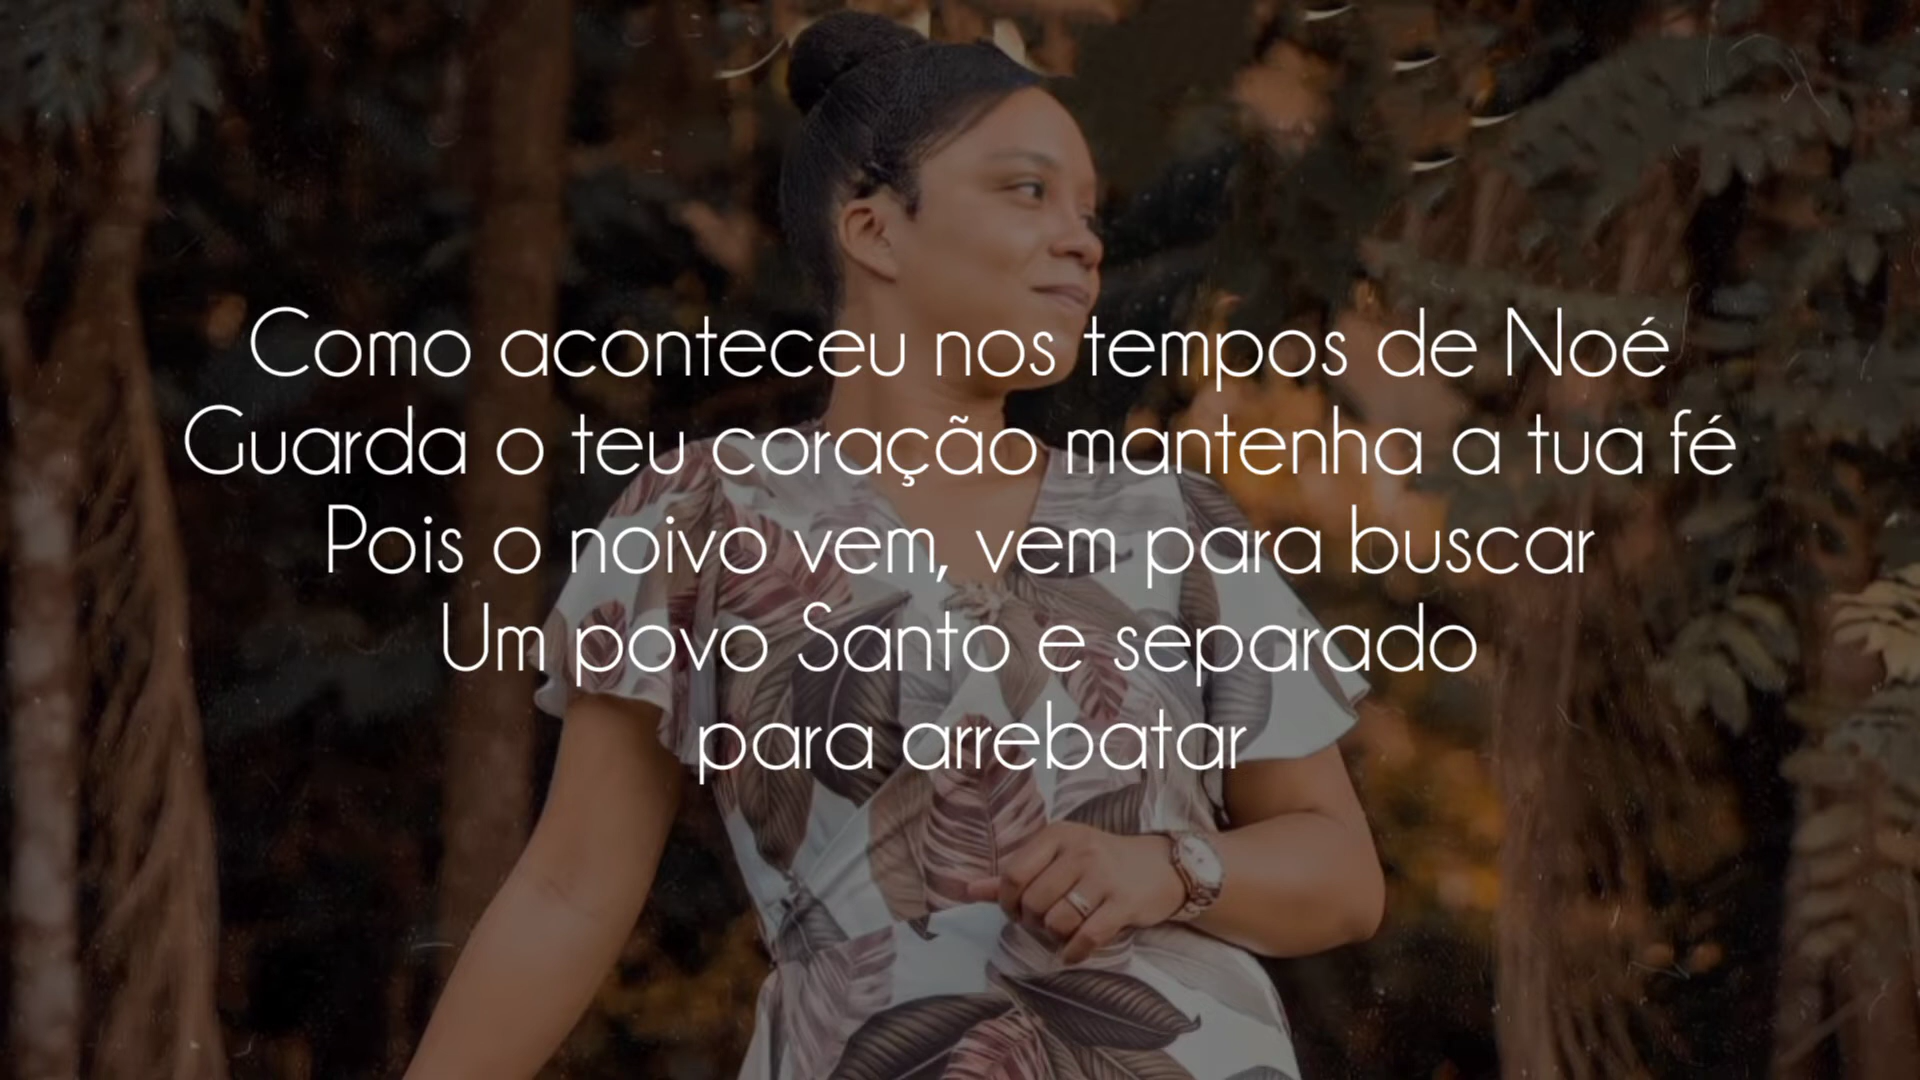 Como aconteceu nos tempos de Noé
Guarda o teu coração mantenha a tua fé
Pois o noivo vem, vem para buscar
Um povo Santo e separado
para arrebatar